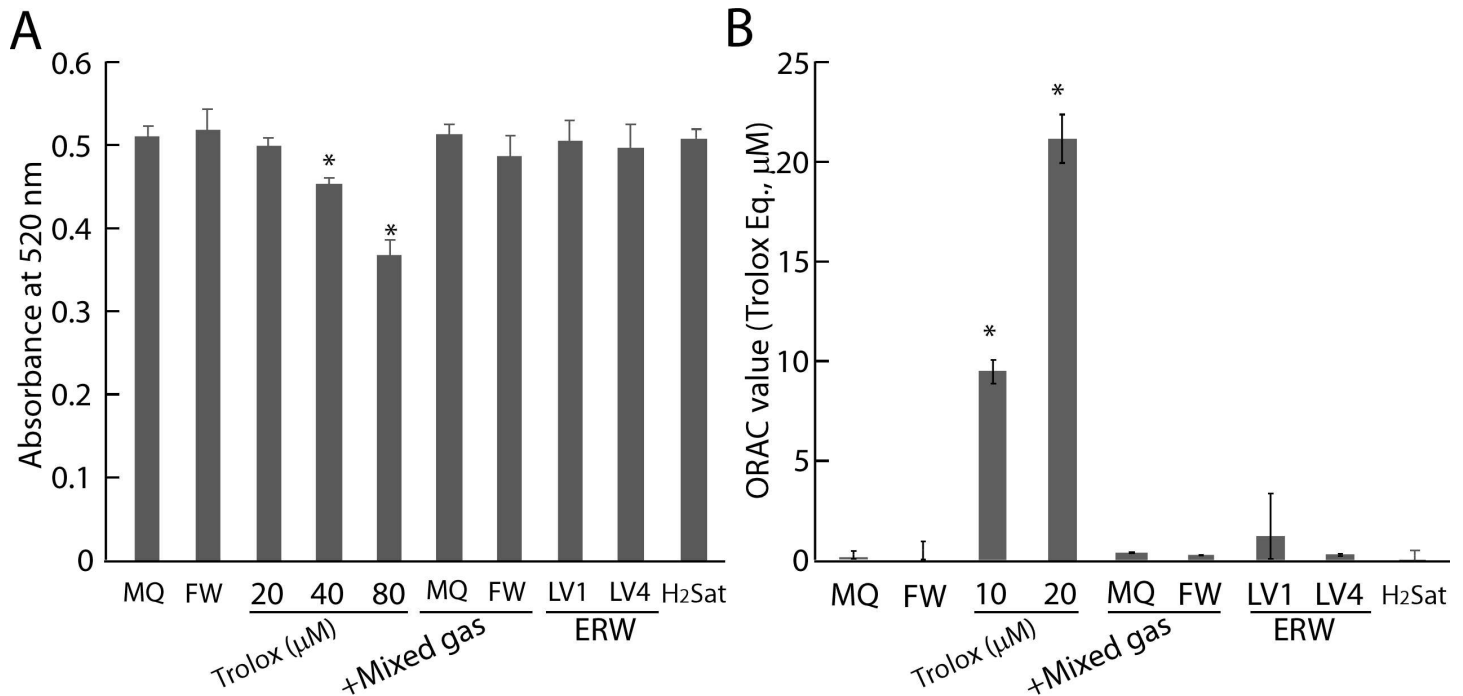 A
Absorbance at 520 nm
0.6
0.5
0.4
0.3
0.2
0.1
0
*
*
MQ FW 20 40 80 MQ FW LV1 LV4 H2Sat
Trolox (μM) +Mixed gas ERW
B
ORAC value (Trolox Eq., μM)
25
20
15
10
5
0
*
*
MQ FW 10 20 MQ FW LV1 LV4 H2Sat
Trolox (μM) +Mixed gas ERW